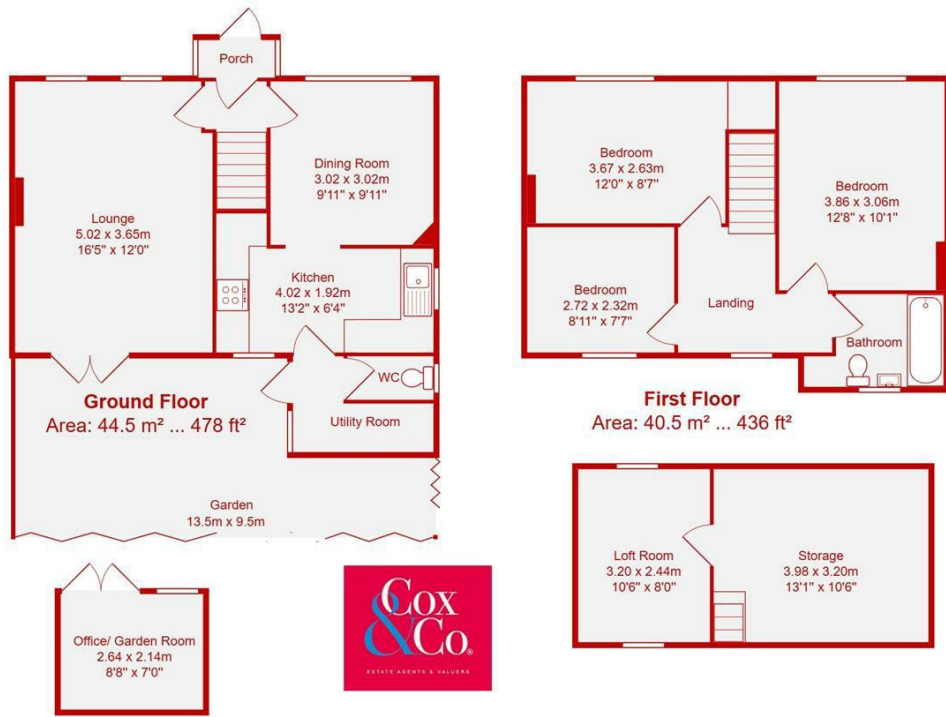 Porch
Dining Room
3.02 x 3.02m
9'11" x 9'11"
Lounge
5.02 x 3.65m
16'5" x 12'0"
Kitchen
4.02 x 1.92m
13'2" x 6'4"
WC
Utility Room
Ground Floor
Area: 44.5 m² ... 478 ft²
Garden
13.5m x 9.5m
Office/ Garden Room
2.64 x 2.14m
8'8" x 7'0"
Bedroom
3.67 x 2.63m
12'0" x 8'7"
Bedroom
3.86 x 3.06m
12'8" x 10'1"
Bedroom
2.72 x 2.32m
8'11" x 7'7"
Landing
Bathroom
First Floor
Area: 40.5 m² ... 436 ft²
Loft Room
3.20 x 2.44m
10'6" x 8'0"
Storage
3.98 x 3.20m
13'1" x 10'6"
Cox
&Co.
ESTATE AGENTS & VALUERS